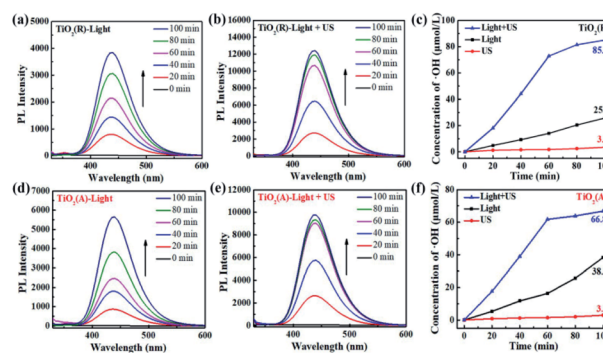 (a)
TiO2(R)-Light
100 min
80 min
60 min
40 min
20 min
0 min
5000
4000
3000
2000
1000
0
PL Intensity
400
500
600
Wavelength (nm)
(b)
TiO2(R)-Light + US
100 min
80 min
60 min
40 min
20 min
0 min
16000
14000
12000
10000
8000
6000
4000
2000
0
PL Intensity
300
400
500
600
Wavelength (nm)
(c)
Light+US
Light
US
100
80
60
40
20
0
Concentration of ·OH (μmol/L)
0
20
40
60
80
Time (min)
(d)
TiO2(A)-Light
100 min
80 min
60 min
40 min
20 min
0 min
7000
6000
5000
4000
3000
2000
1000
0
PL Intensity
400
500
600
Wavelength (nm)
(e)
TiO2(A)-Light + US
100 min
80 min
60 min
40 min
20 min
0 min
12000
10000
8000
6000
4000
2000
0
PL Intensity
300
400
500
600
Wavelength (nm)
(f)
Light+US
Light
US
100
80
60
40
20
0
Concentration of ·OH (μmol/L)
0
20
40
60
80
Time (min)